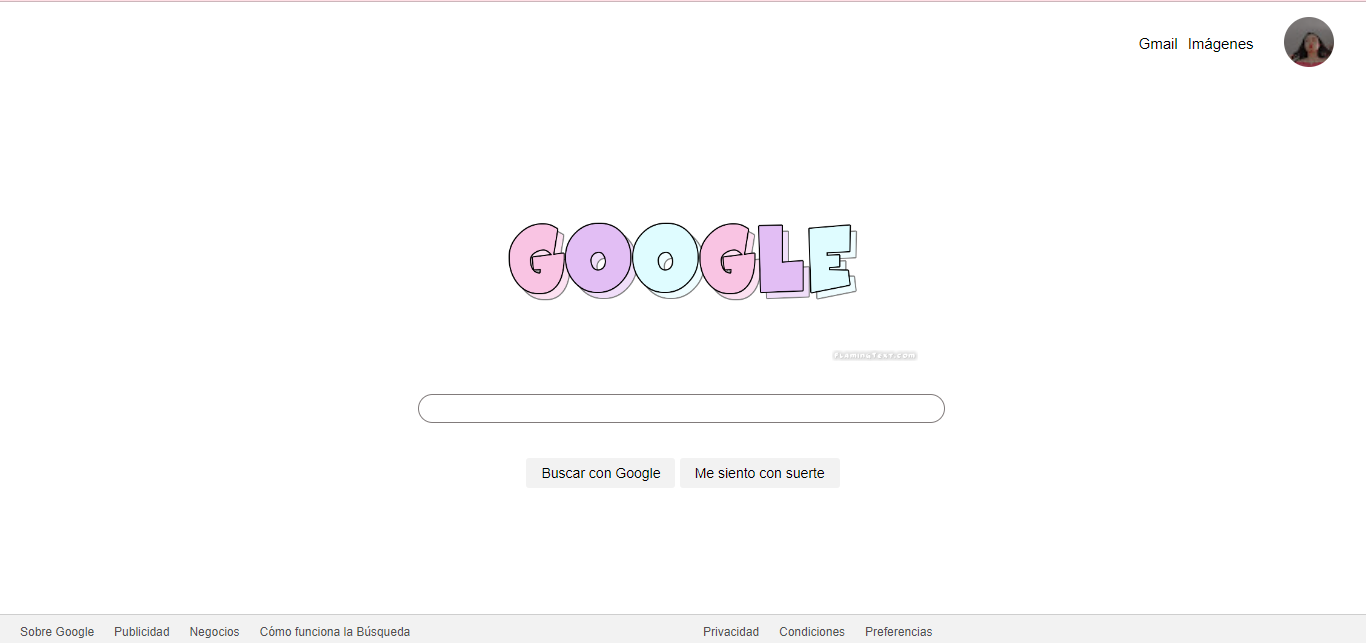 Gmail Imágenes
GOOGLE
FlamingText.com
Buscar con Google Me siento con suerte
Sobre Google Publicidad Negocios Cómo funciona la Búsqueda Privacidad Condiciones Preferencias